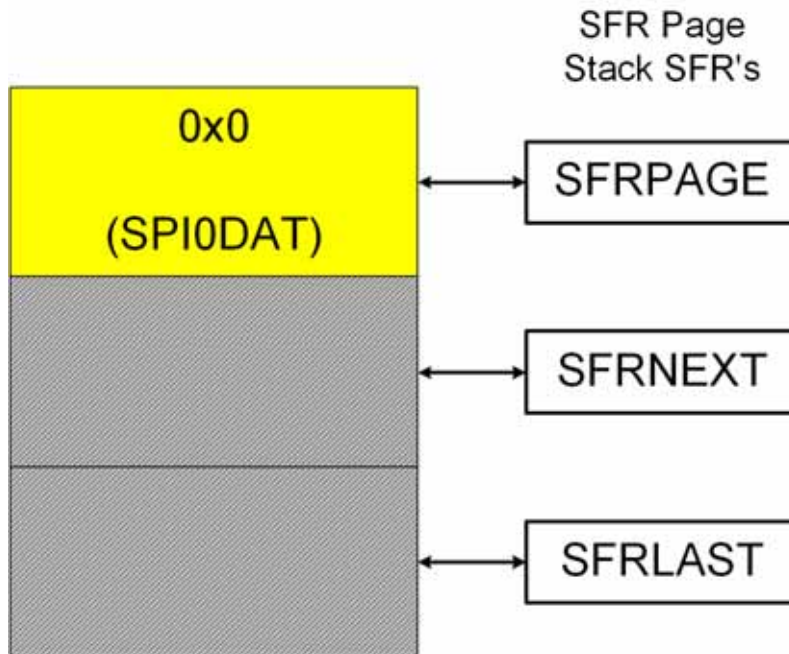 SFR Page
Stack SFR's
0x0
(SPI0DAT)
SFRPAGE
SFRNEXT
SFRLAST